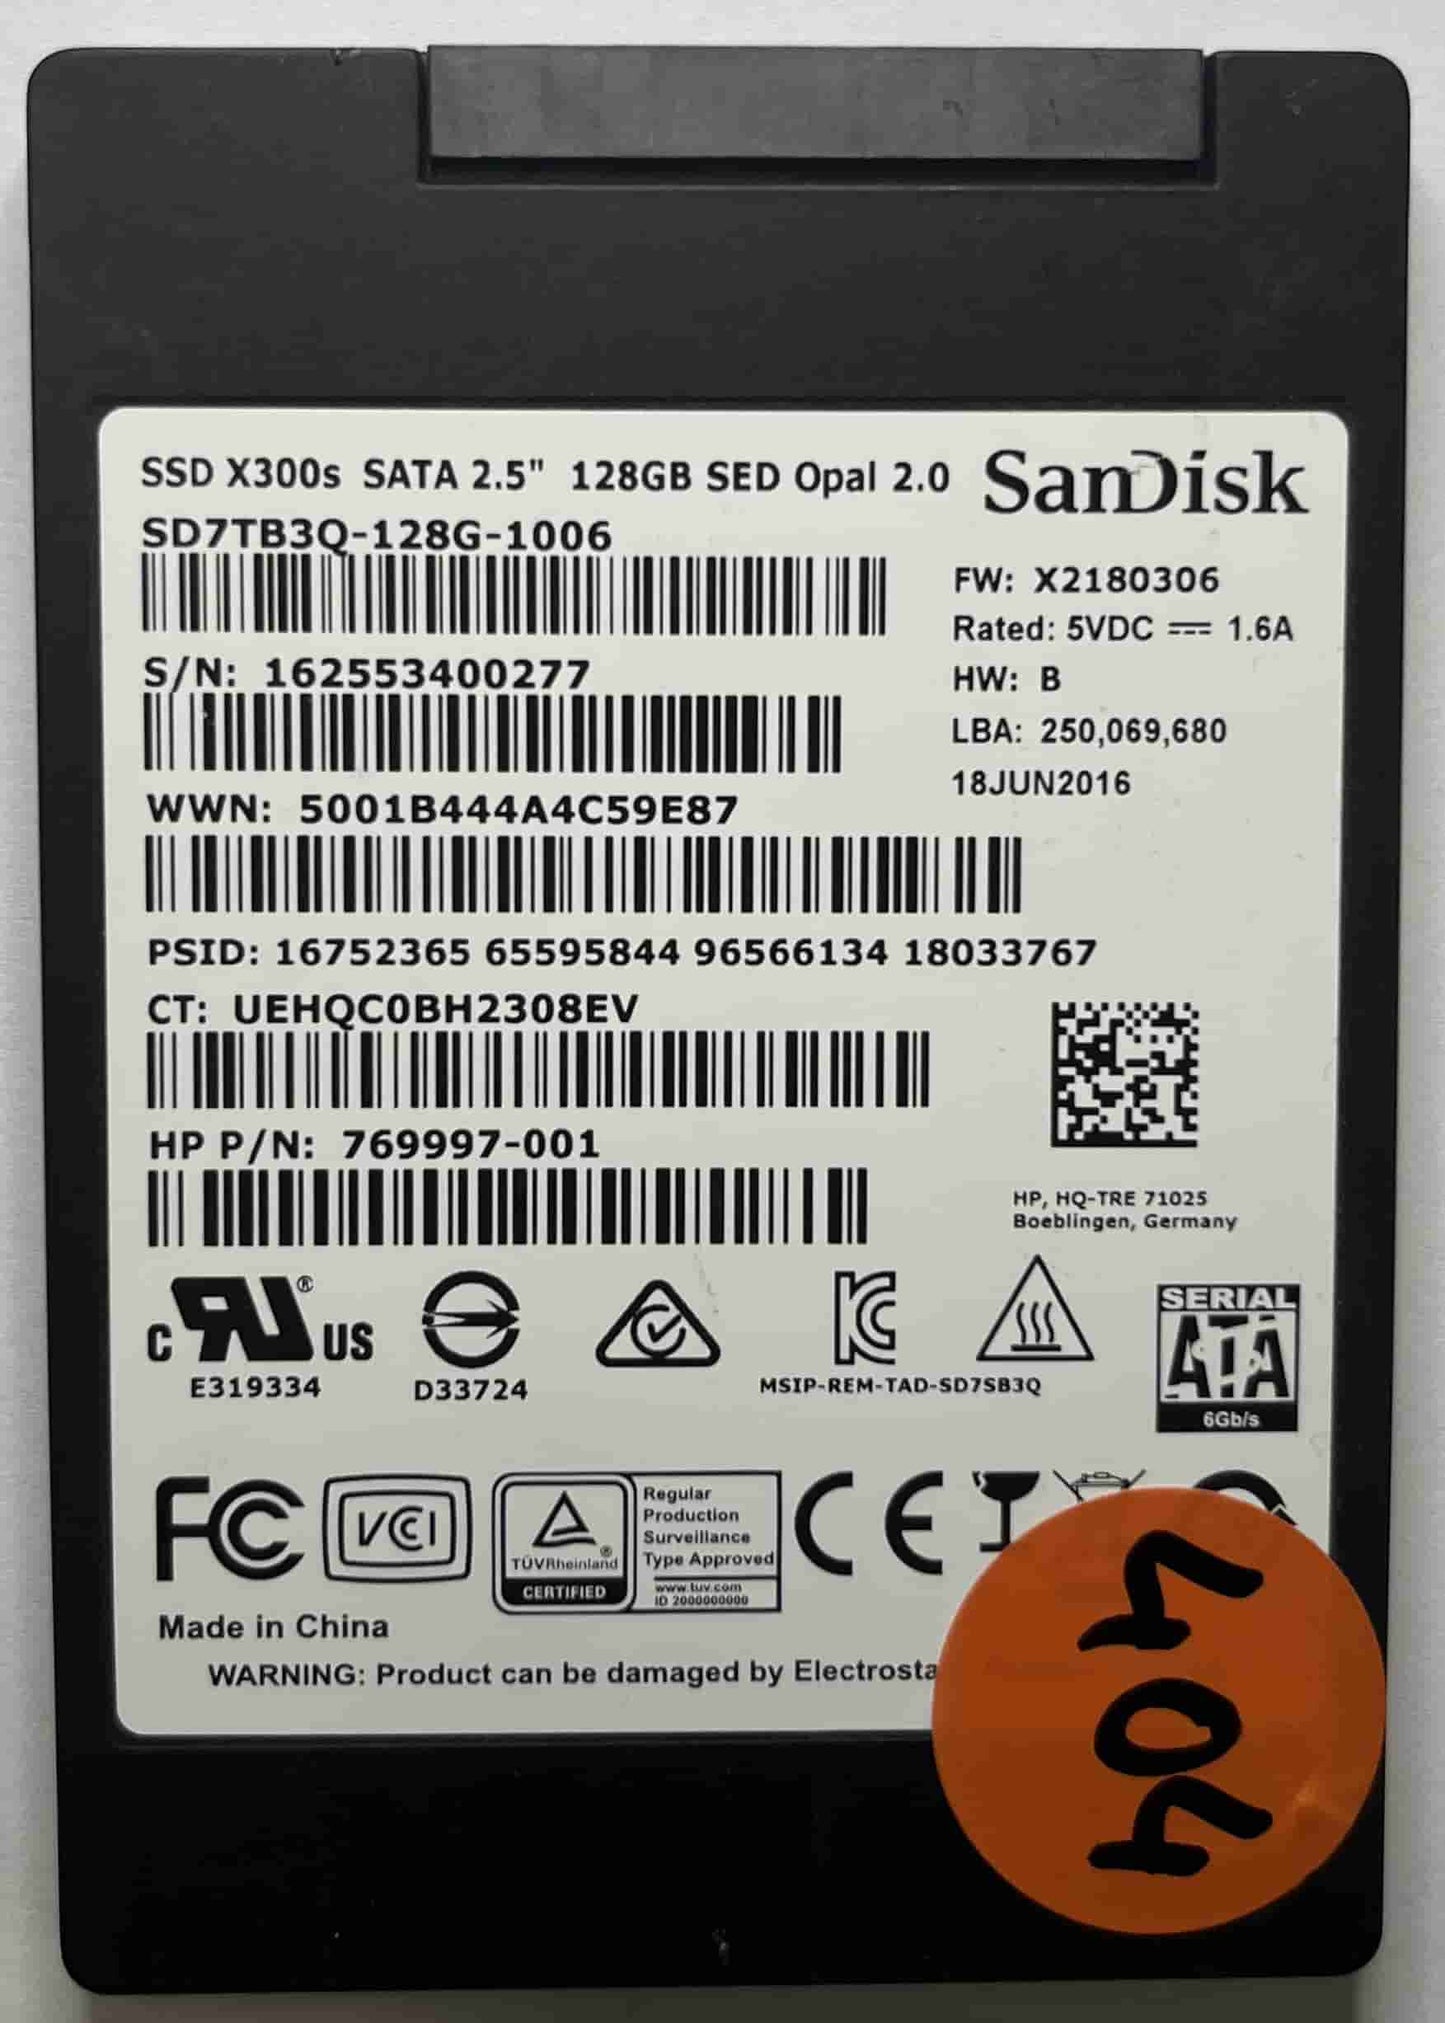 SSD X300s SATA 2.5" 128GB SED Opal 2.0
SanDisk
SD7TB3Q-128G-1006
FW: X2180306
Rated: 5VDC ⎓ 1.6A
S/N: 162553400277
HW: B
LBA: 250,069,680
18JUN2016
WWN: 5001B444A4C59E87
PSID: 16752365 65595844 96566134 18033767
CT: UEHQC0BH2308EV
HP P/N: 769997-001
HP, HQ-TRE 71025
Boeblingen, Germany
c RU ® US
E319334
D33724
MSIP-REM-TAD-SD7SB3Q
SERIAL
ATA
6Gb/s
FC
VCCI
TÜVRheinland ®
CERTIFIED
Regular
Production
Surveillance
Type Approved
www.tuv.com
ID 2000000000
CE
Made in China
WARNING: Product can be damaged by Electrosta
404